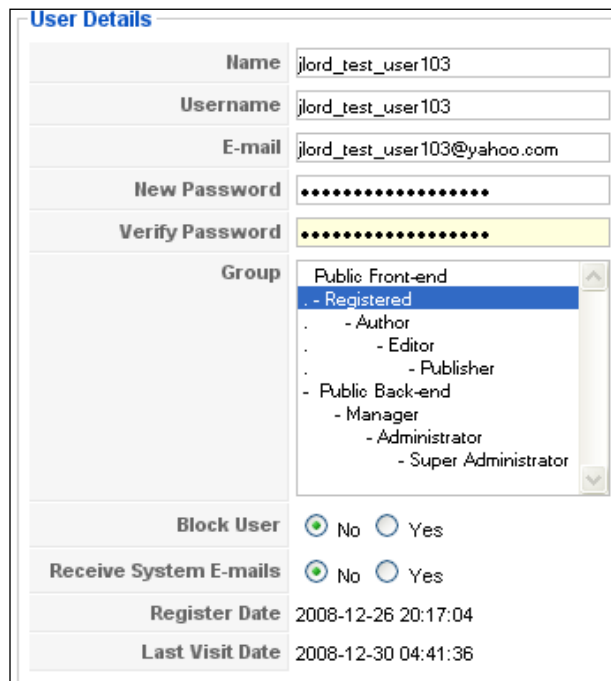 User Details
Name jlord_test_user103
Username jlord_test_user103
E-mail jlord_test_user103@yahoo.com
New Password ••••••••••••••••••
Verify Password ••••••••••••••••••
Group Public Front-end
. - Registered
. - Author
. - Editor
. - Publisher
- Public Back-end
- Manager
- Administrator
- Super Administrator
Block User No Yes
Receive System E-mails No Yes
Register Date 2008-12-26 20:17:04
Last Visit Date 2008-12-30 04:41:36